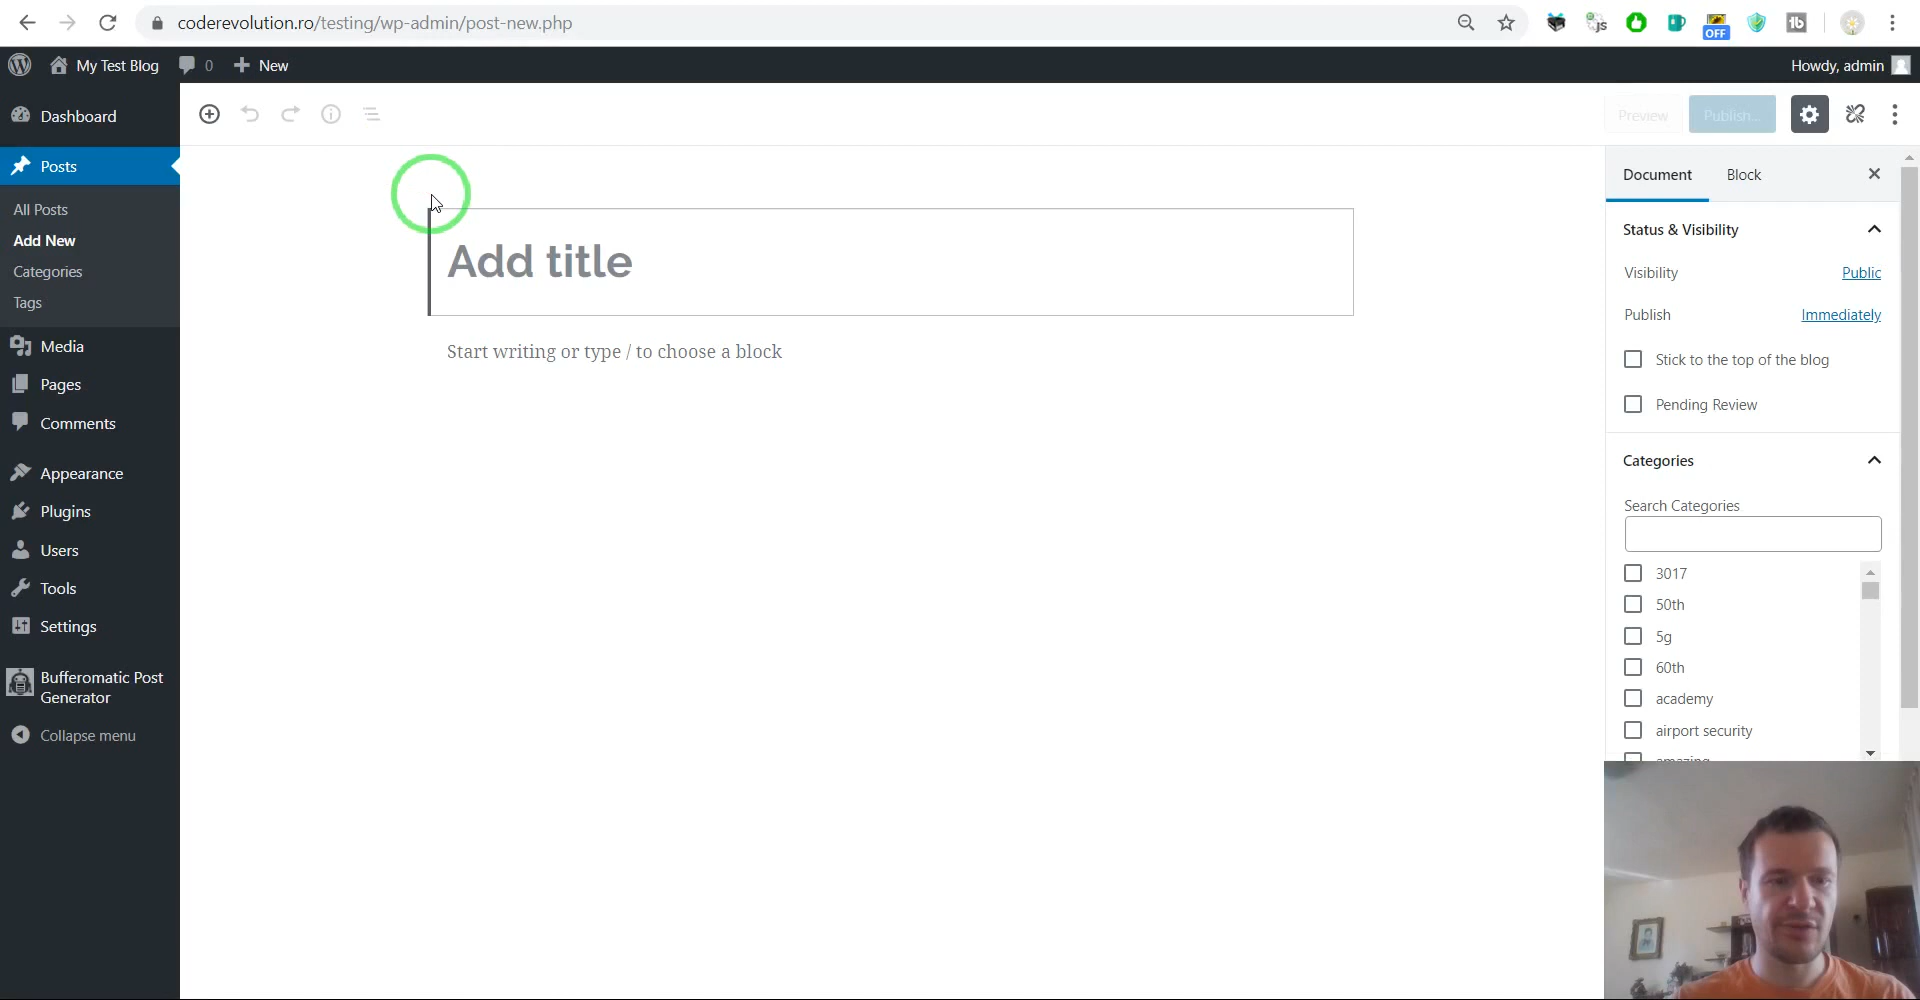 coderevolution.ro/testing/wp-admin/post-new.php
OFF
My Test Blog
0
New
Howdy, admin
Dashboard
Posts
All Posts
Add New
Categories
Tags
Media
Pages
Comments
Appearance
Plugins
Users
Tools
Settings
Bufferomatic Post
Generator
Collapse menu
Preview
Publish...
Add title
Start writing or type / to choose a block
Document
Block
Status & Visibility
Visibility
Public
Publish
Immediately
Stick to the top of the blog
Pending Review
Categories
Search Categories
3017
50th
5g
60th
academy
airport security
amazing